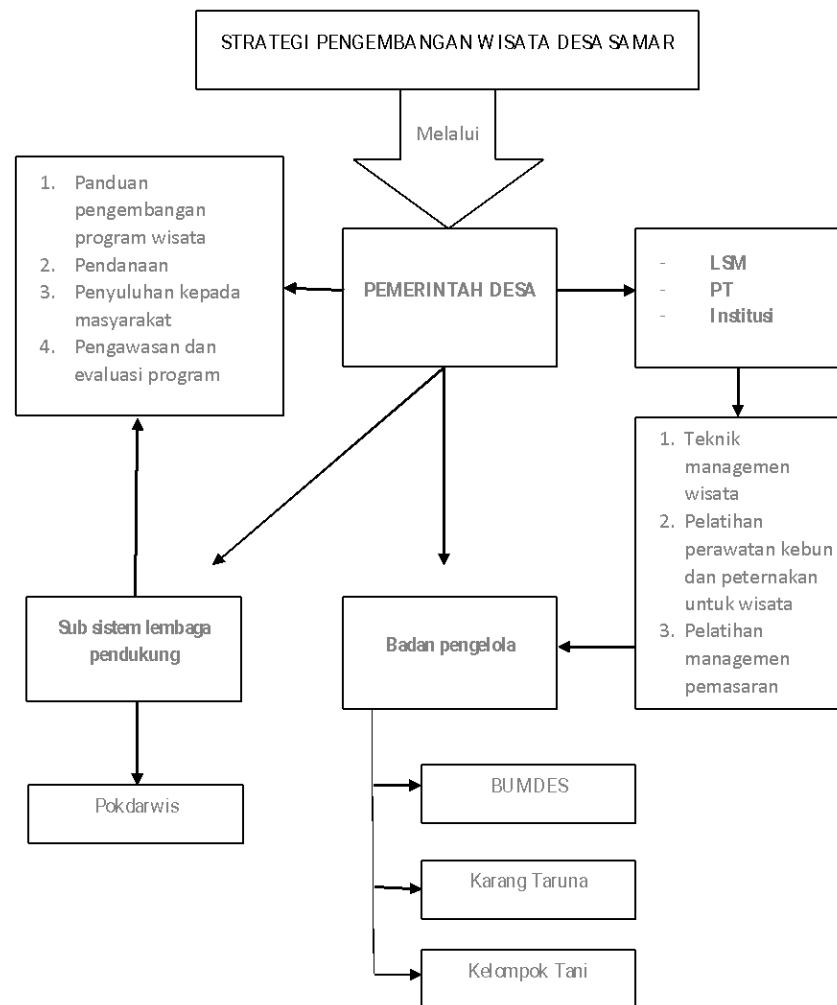 STRATEGI PENGEMBANGAN WISATA DESA SAMAR
Melalui
1. Panduan
pengembangan
program wisata
2. Pendanaan
3. Penyuluhan kepada
masyarakat
4. Pengawasan dan
evaluasi program
PEMERINTAH DESA
- LSM
- PT
- Institusi
1. Teknik
managemen
wisata
2. Pelatihan
perawatan kebun
dan peternakan
untuk wisata
3. Pelatihan
managemen
pemasaran
Sub sistem lembaga
pendukung
Badan pengelola
Pokdarwis
BUMDES
Karang Taruna
Kelompok Tani